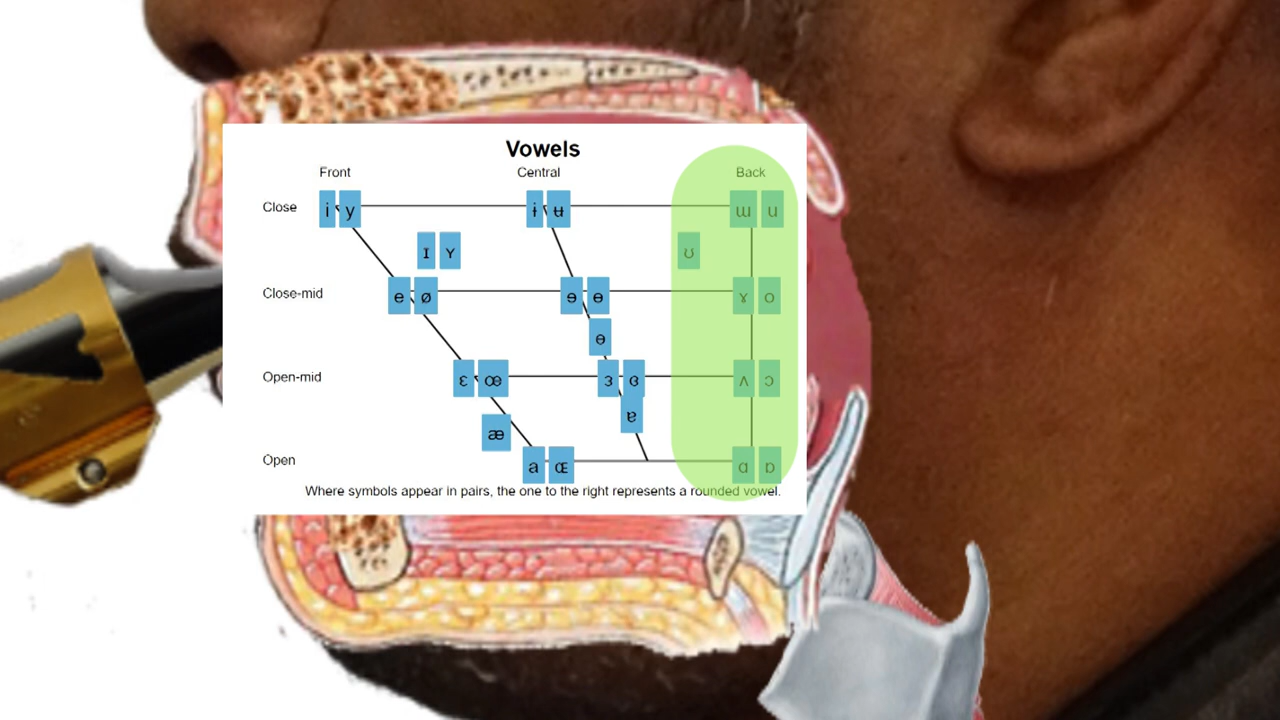 Vowels
Front Central Back
Close i y ɨ ʉ ɯ u
ɪ ʏ ʊ
Close-mid e ø ɘ ɵ ɤ o
ə
Open-mid ɛ œ ɜ ɞ ʌ ɔ
ɐ
æ
Open a ɶ ɑ ɒ
Where symbols appear in pairs, the one to the right represents a rounded vowel.